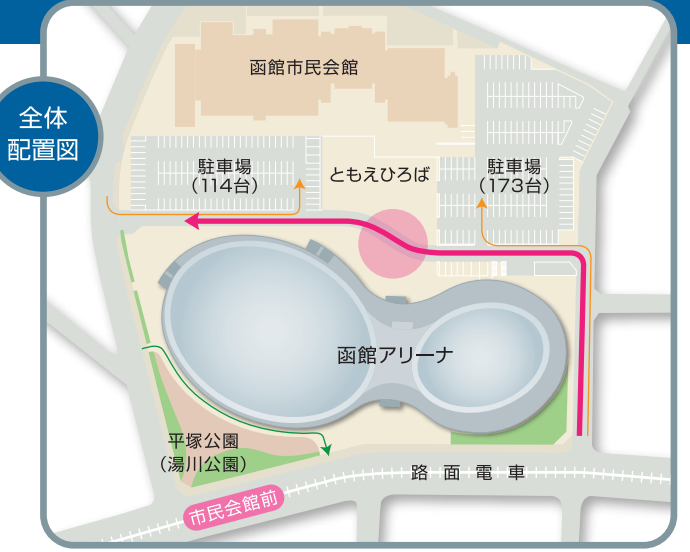 全体
配置図
函館市民会館
駐車場
（114台）
ともえひろば
駐車場
（173台）
函館アリーナ
平塚公園
（湯川公園）
路面電車
市民会館前